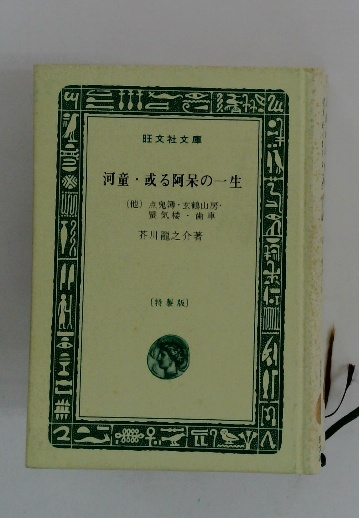 旺文社文庫
河童・或る阿呆の一生
(他) 点鬼簿・玄鶴山房・
蜃気楼・歯車
芥川龍之介著
〔特製版〕